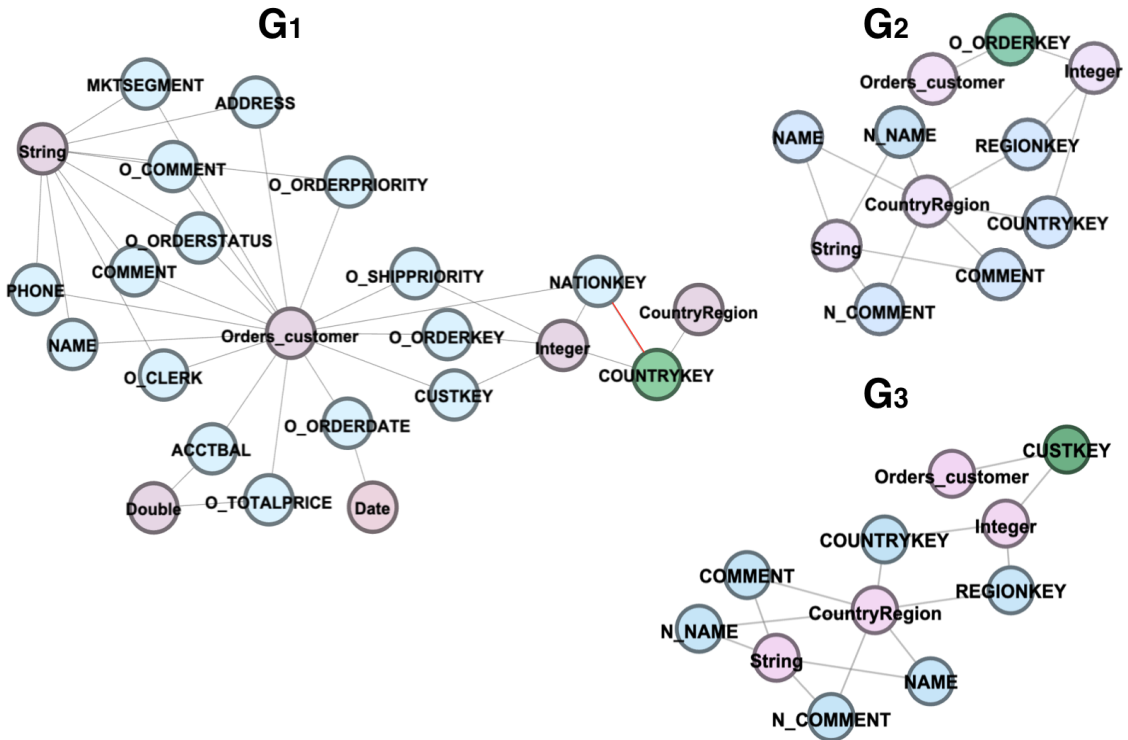 G1
MKTSEGMENT
ADDRESS
String
O_COMMENT
O_ORDERPRIORITY
O_ORDERSTATUS
COMMENT
O_SHIPPRIORITY
NATIONKEY
PHONE
CountryRegion
Orders_customer
O_ORDERKEY
NAME
Integer
O_CLERK
COUNTRYKEY
CUSTKEY
O_ORDERDATE
ACCTBAL
Double
O_TOTALPRICE
Date
G2
O_ORDERKEY
Orders_customer
Integer
NAME
N_NAME
REGIONKEY
CountryRegion
COUNTRYKEY
String
COMMENT
N_COMMENT
G3
CUSTKEY
Orders_customer
Integer
COUNTRYKEY
COMMENT
REGIONKEY
CountryRegion
N_NAME
String
NAME
N_COMMENT